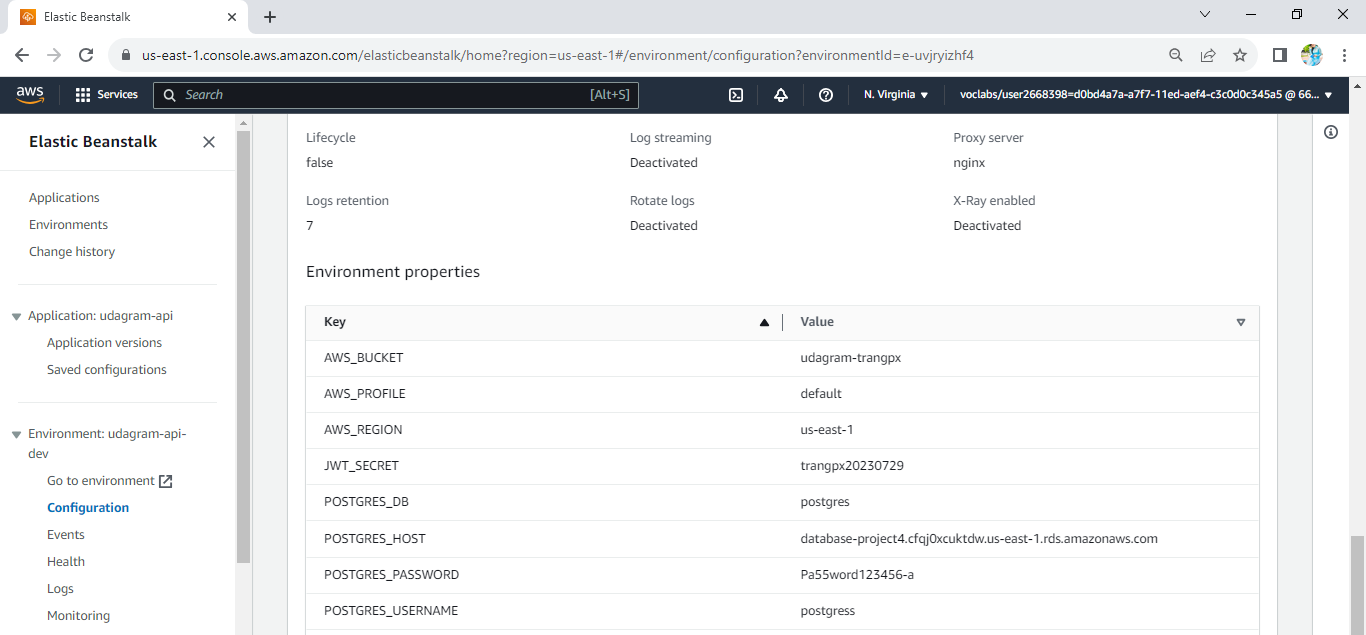 Elastic Beanstalk
us-east-1.console.aws.amazon.com/elasticbeanstalk/home?region=us-east-1#/environment/configuration?environmentId=e-uvjryizhf4
aws Services Search [Alt+S] N. Virginia voclabs/user2668398=d0bd4a7a-a7f7-11ed-aef4-c3c0d0c345a5 @ 66...
Elastic Beanstalk
Applications
Environments
Change history
Application: udagram-api
Application versions
Saved configurations
Environment: udagram-api-
dev
Go to environment
Configuration
Events
Health
Logs
Monitoring
Lifecycle Log streaming Proxy server
false Deactivated nginx
Logs retention Rotate logs X-Ray enabled
7 Deactivated Deactivated
Environment properties
Key Value
AWS_BUCKET udagram-trangpx
AWS_PROFILE default
AWS_REGION us-east-1
JWT_SECRET trangpx20230729
POSTGRES_DB postgres
POSTGRES_HOST database-project4.cfqj0xcuktdw.us-east-1.rds.amazonaws.com
POSTGRES_PASSWORD Pa55word123456-a
POSTGRES_USERNAME postgress